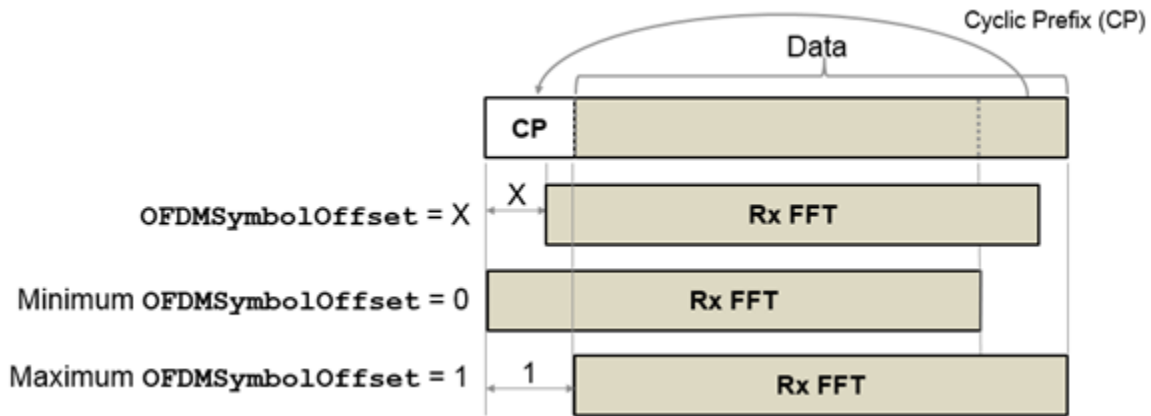 Cyclic Prefix (CP)
Data
CP
X
OFDMSymbolOffset = X
Rx FFT
Minimum OFDMSymbolOffset = 0
Rx FFT
Maximum OFDMSymbolOffset = 1
1
Rx FFT